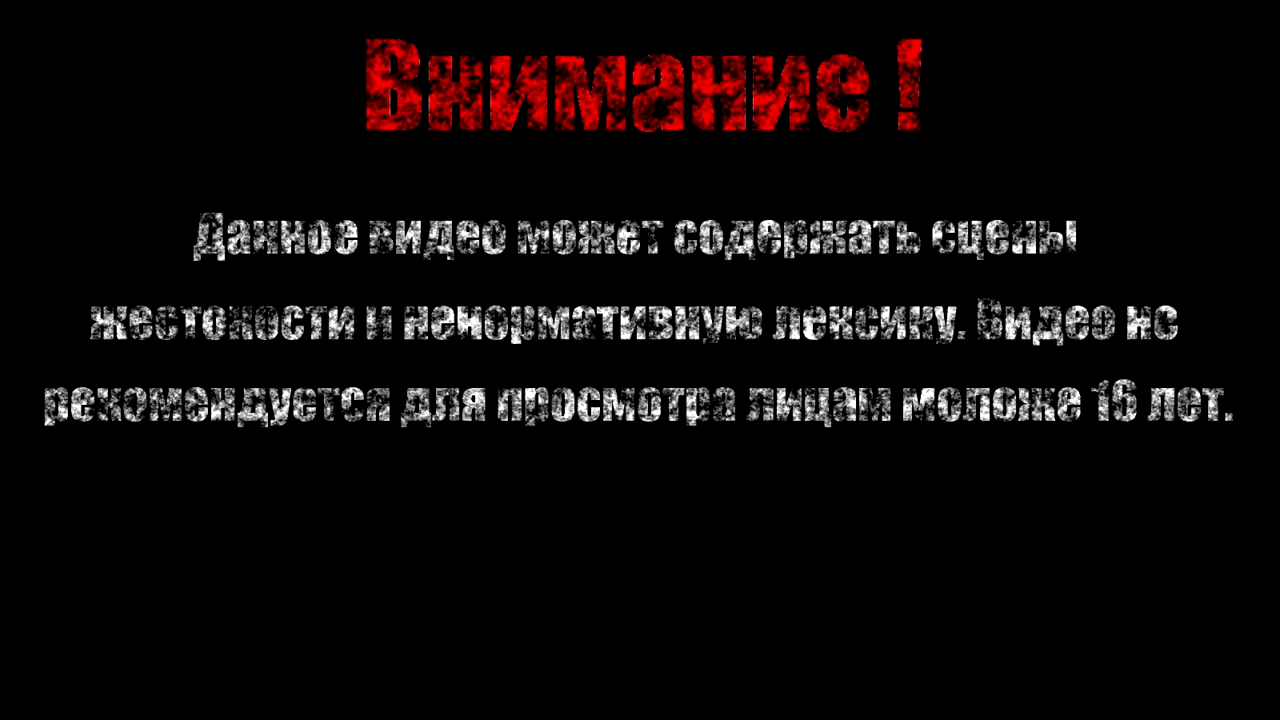 Внимание !
Данное видео может содержать сцены
жестокости и ненормативную лексику. Видео не
рекомендуется для просмотра лицам моложе 16 лет.